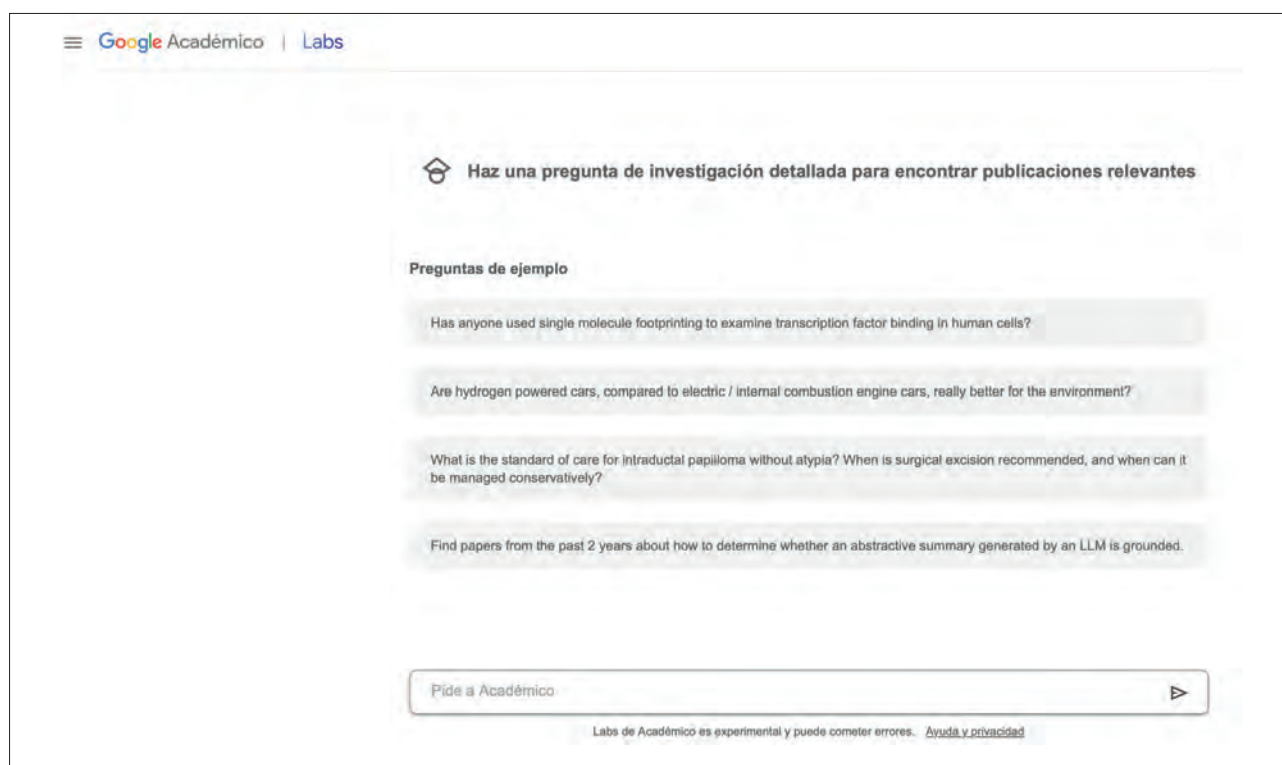 Google Académico | Labs
Haz una pregunta de investigación detallada para encontrar publicaciones relevantes
Preguntas de ejemplo
Has anyone used single molecule footprinting to examine transcription factor binding in human cells?
Are hydrogen powered cars, compared to electric / internal combustion engine cars, really better for the environment?
What is the standard of care for intraductal papilloma without atypia? When is surgical excision recommended, and when can it
be managed conservatively?
Find papers from the past 2 years about how to determine whether an abstractive summary generated by an LLM is grounded.
Pide a Académico
Labs de Académico es experimental y puede cometer errores. Ayuda y privacidad